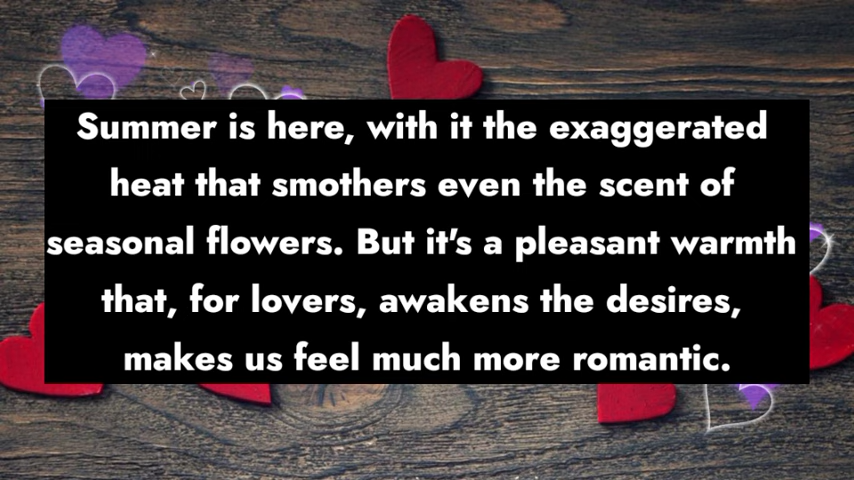 Summer is here, with it the exaggerated
heat that smothers even the scent of
seasonal flowers. But it's a pleasant warmth
that, for lovers, awakens the desires,
makes us feel much more romantic.